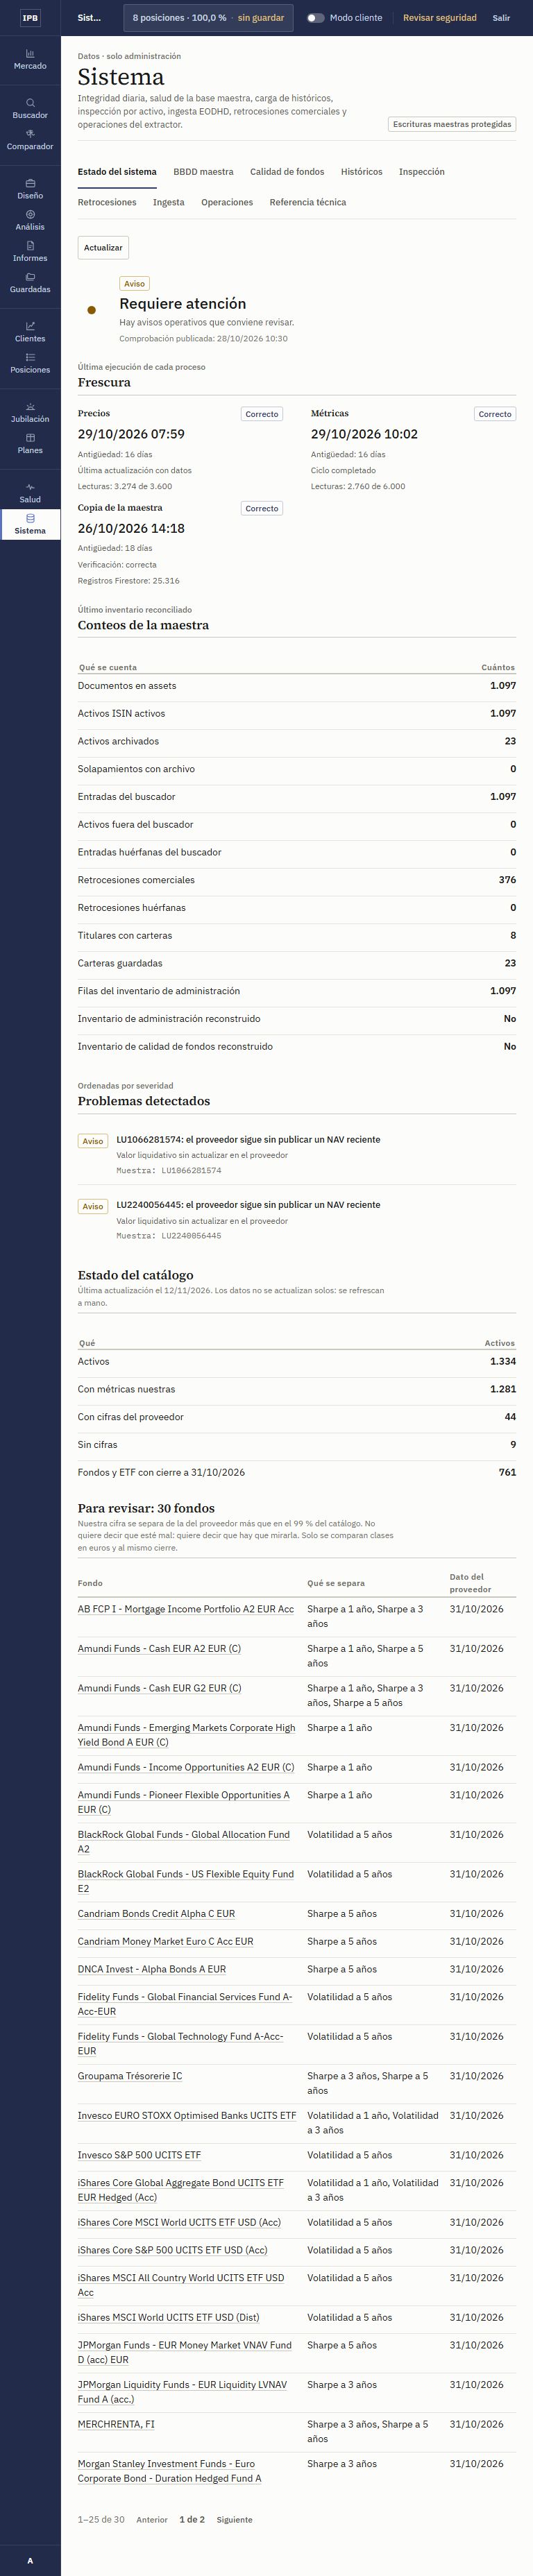 IPB
Sist...
8 posiciones · 100,0 % · sin guardar
Modo cliente
Revisar seguridad
Salir
Mercado
Buscador
Comparador
Diseño
Análisis
Informes
Guardadas
Clientes
Posiciones
Jubilación
Planes
Salud
Sistema
A
Datos · solo administración
Sistema
Integridad diaria, salud de la base maestra, carga de históricos,
inspección por activo, ingesta EODHD, retrocesiones comerciales y
operaciones del extractor.
Escrituras maestras protegidas
Estado del sistema
BBDD maestra
Calidad de fondos
Históricos
Inspección
Retrocesiones
Ingesta
Operaciones
Referencia técnica
Actualizar
Aviso
Requiere atención
Hay avisos operativos que conviene revisar.
Comprobación publicada: 28/10/2026 10:30
Última ejecución de cada proceso
Frescura
Precios
Correcto
29/10/2026 07:59
Antigüedad: 16 días
Última actualización con datos
Lecturas: 3.274 de 3.600
Métricas
Correcto
29/10/2026 10:02
Antigüedad: 16 días
Ciclo completado
Lecturas: 2.760 de 6.000
Copia de la maestra
Correcto
26/10/2026 14:18
Antigüedad: 18 días
Verificación: correcta
Registros Firestore: 25.316
Último inventario reconciliado
Conteos de la maestra
Qué se cuenta
Cuántos
Documentos en assets
1.097
Activos ISIN activos
1.097
Activos archivados
23
Solapamientos con archivo
0
Entradas del buscador
1.097
Activos fuera del buscador
0
Entradas huérfanas del buscador
0
Retrocesiones comerciales
376
Retrocesiones huérfanas
0
Titulares con carteras
8
Carteras guardadas
23
Filas del inventario de administración
1.097
Inventario de administración reconstruido
No
Inventario de calidad de fondos reconstruido
No
Ordenadas por severidad
Problemas detectados
Aviso
LU1066281574: el proveedor sigue sin publicar un NAV reciente
Valor liquidativo sin actualizar en el proveedor
Muestra: LU1066281574
Aviso
LU2240056445: el proveedor sigue sin publicar un NAV reciente
Valor liquidativo sin actualizar en el proveedor
Muestra: LU2240056445
Estado del catálogo
Última actualización el 12/11/2026. Los datos no se actualizan solos: se refrescan
a mano.
Qué
Activos
Activos
1.334
Con métricas nuestras
1.281
Con cifras del proveedor
44
Sin cifras
9
Fondos y ETF con cierre a 31/10/2026
761
Para revisar: 30 fondos
Nuestra cifra se separa de la del proveedor más que en el 99 % del catálogo. No
quiere decir que esté mal: quiere decir que hay que mirarla. Solo se comparan clases
en euros y al mismo cierre.
Fondo
Qué se separa
Dato del
proveedor
AB FCP I - Mortgage Income Portfolio A2 EUR Acc
Sharpe a 1 año, Sharpe a 3
años
31/10/2026
Amundi Funds - Cash EUR A2 EUR (C)
Sharpe a 1 año, Sharpe a 5
años
31/10/2026
Amundi Funds - Cash EUR G2 EUR (C)
Sharpe a 1 año, Sharpe a 3
años, Sharpe a 5 años
31/10/2026
Amundi Funds - Emerging Markets Corporate High
Yield Bond A EUR (C)
Sharpe a 1 año
31/10/2026
Amundi Funds - Income Opportunities A2 EUR (C)
Sharpe a 1 año
31/10/2026
Amundi Funds - Pioneer Flexible Opportunities A
EUR (C)
Sharpe a 1 año
31/10/2026
BlackRock Global Funds - Global Allocation Fund
A2
Volatilidad a 5 años
31/10/2026
BlackRock Global Funds - US Flexible Equity Fund
E2
Volatilidad a 5 años
31/10/2026
Candriam Bonds Credit Alpha C EUR
Sharpe a 5 años
31/10/2026
Candriam Money Market Euro C Acc EUR
Sharpe a 5 años
31/10/2026
DNCA Invest - Alpha Bonds A EUR
Sharpe a 5 años
31/10/2026
Fidelity Funds - Global Financial Services Fund A-
Acc-EUR
Volatilidad a 5 años
31/10/2026
Fidelity Funds - Global Technology Fund A-Acc-
EUR
Volatilidad a 5 años
31/10/2026
Groupama Trésorerie IC
Sharpe a 3 años, Sharpe a 5
años
31/10/2026
Invesco EURO STOXX Optimised Banks UCITS ETF
Volatilidad a 1 año, Volatilidad
a 3 años
31/10/2026
Invesco S&P 500 UCITS ETF
Volatilidad a 5 años
31/10/2026
iShares Core Global Aggregate Bond UCITS ETF
EUR Hedged (Acc)
Volatilidad a 1 año, Volatilidad
a 3 años
31/10/2026
iShares Core MSCI World UCITS ETF USD (Acc)
Volatilidad a 5 años
31/10/2026
iShares Core S&P 500 UCITS ETF USD (Acc)
Volatilidad a 5 años
31/10/2026
iShares MSCI All Country World UCITS ETF USD
Acc
Volatilidad a 5 años
31/10/2026
iShares MSCI World UCITS ETF USD (Dist)
Volatilidad a 5 años
31/10/2026
JPMorgan Funds - EUR Money Market VNAV Fund
D (acc) EUR
Sharpe a 5 años
31/10/2026
JPMorgan Liquidity Funds - EUR Liquidity LVNAV
Fund A (acc.)
Sharpe a 3 años
31/10/2026
MERCHRENTA, FI
Sharpe a 3 años, Sharpe a 5
años
31/10/2026
Morgan Stanley Investment Funds - Euro
Corporate Bond - Duration Hedged Fund A
Sharpe a 3 años
31/10/2026
1–25 de 30
Anterior
1 de 2
Siguiente